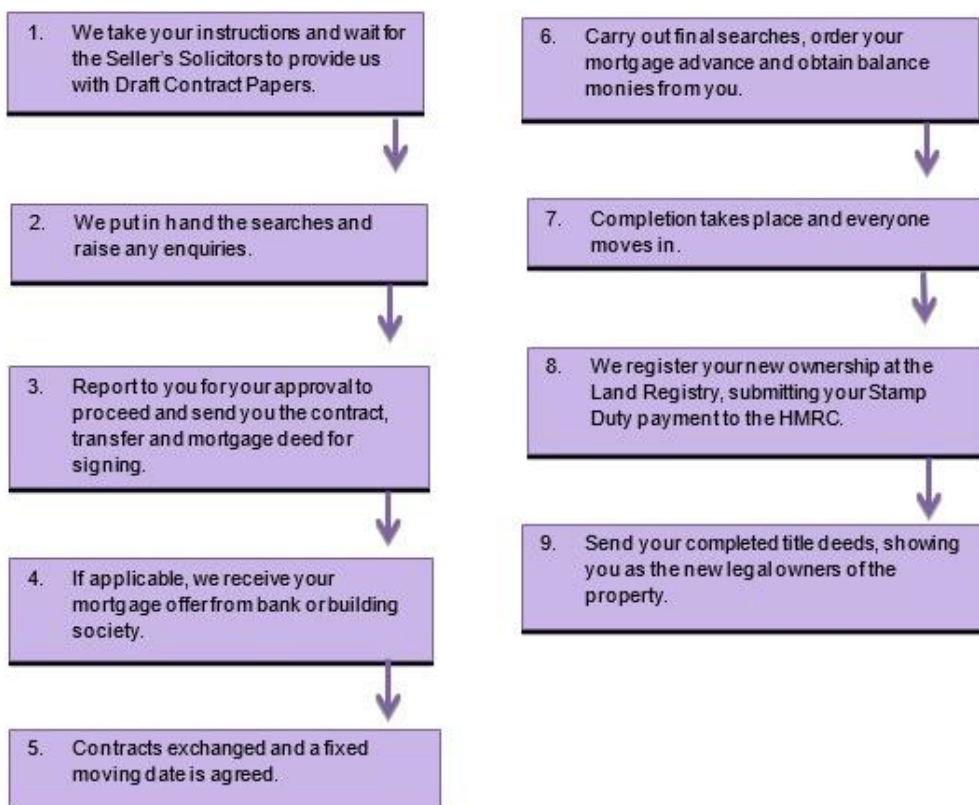 1. We take your instructions and wait for
the Seller's Solicitors to provide us
with Draft Contract Papers.
2. We put in hand the searches and
raise any enquiries.
3. Report to you for your approval to
proceed and send you the contract,
transfer and mortgage deed for
signing.
4. If applicable, we receive your
mortgage offer from bank or building
society.
5. Contracts exchanged and a fixed
moving date is agreed.
6. Carry out final searches, order your
mortgage advance and obtain balance
monies from you.
7. Completion takes place and everyone
moves in.
8. We register your new ownership at the
Land Registry, submitting your Stamp
Duty payment to the HMRC.
9. Send your completed title deeds, showing
you as the new legal owners of the
property.